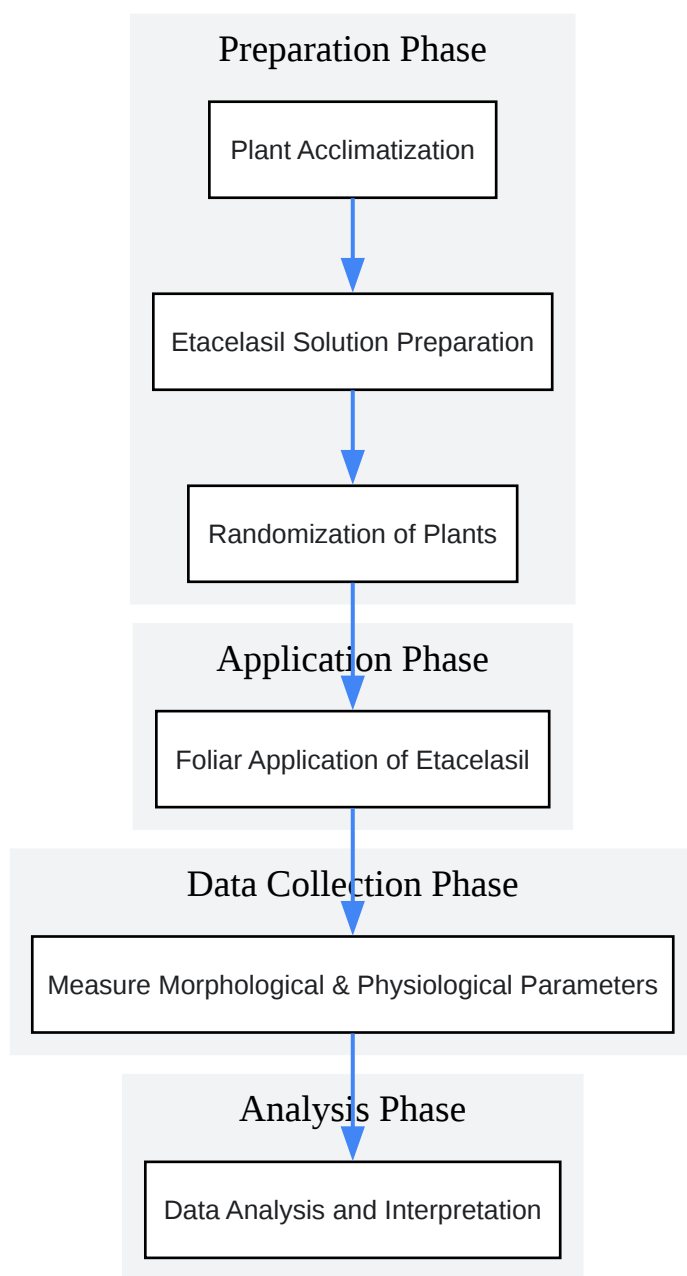 Preparation Phase
Plant Acclimatization
Etacelasil Solution Preparation
Randomization of Plants
Application Phase
Foliar Application of Etacelasil
Data Collection Phase
Measure Morphological & Physiological Parameters
Analysis Phase
Data Analysis and Interpretation